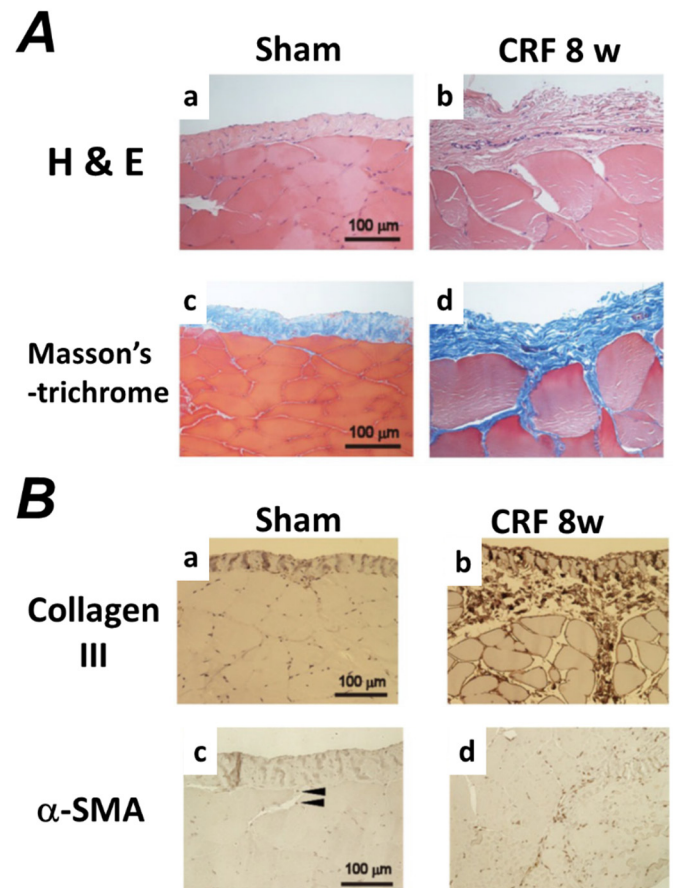 A
Sham CRF 8 w
H & E
a
b
100 μm
Masson's
-trichrome
c
d
100 μm
B
Sham CRF 8w
Collagen
III
a
b
100 μm
α-SMA
c
d
100 μm